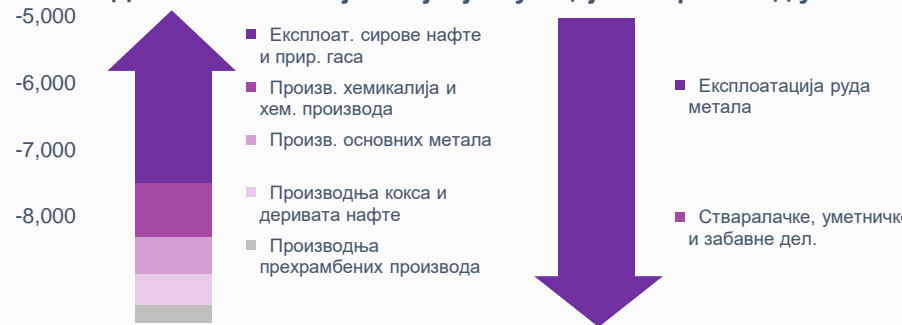 -5,000
-6,000
-7,000
-8,000
Експлоат. сирове нафте
и прир. гаса
Произв. хемикалија и
хем. производа
Произв. основних метала
Производња кокса и
деривата нафте
Производња
прехрамбених производа
Експлоатација руда
метала
Стваралачке, уметничке
и забавне дел.